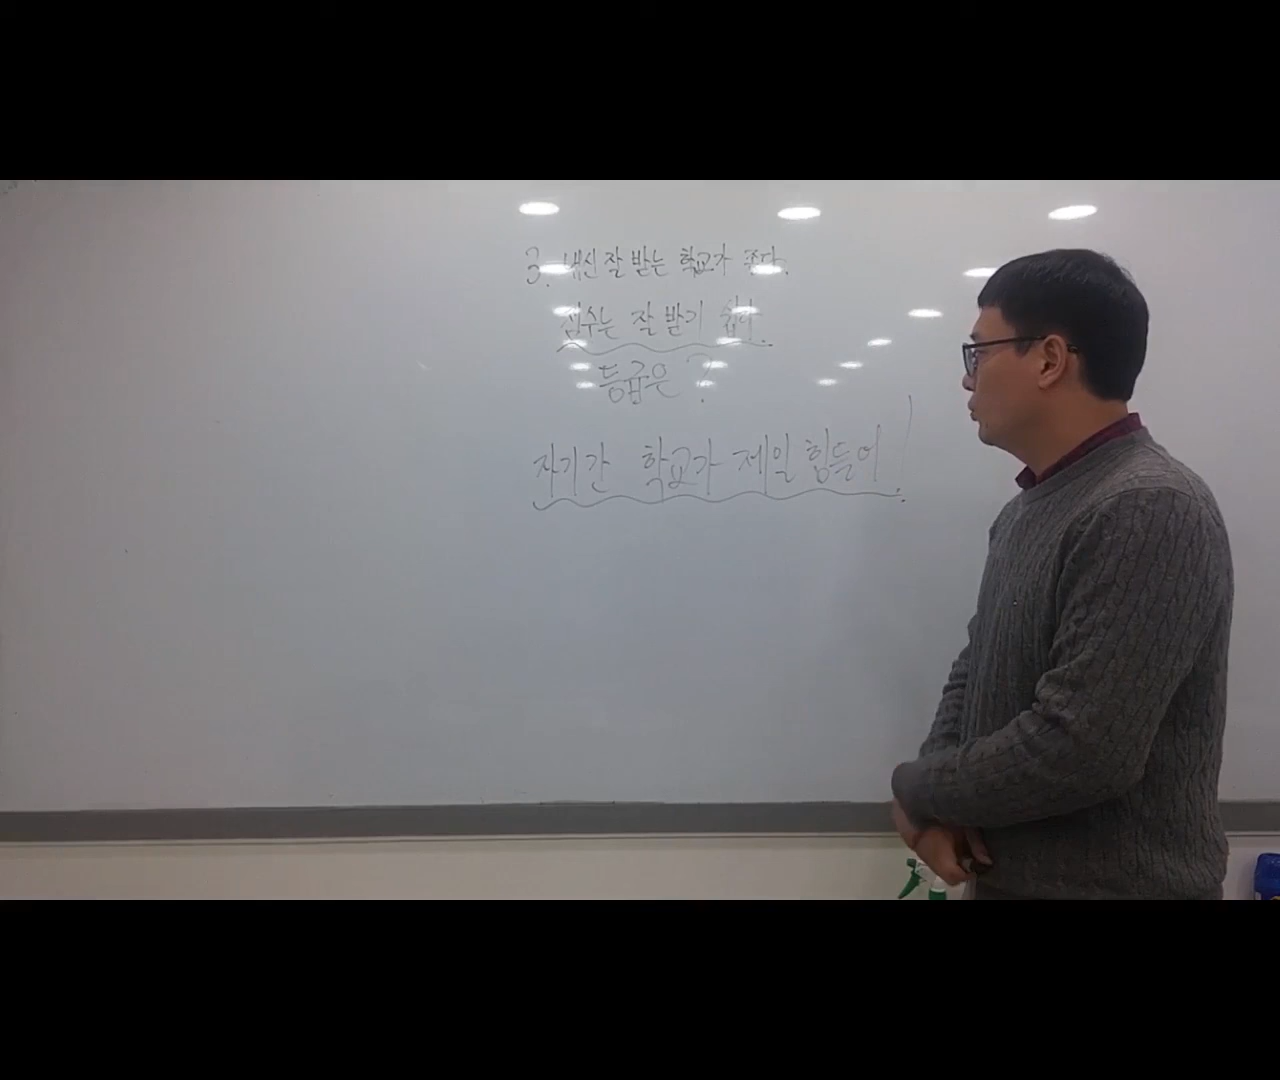 3. 내신 잘 받는 학교가 좋다.
점수는 잘 받기 쉽다.
등급은?
자기간 학교가 제일 힘들어!